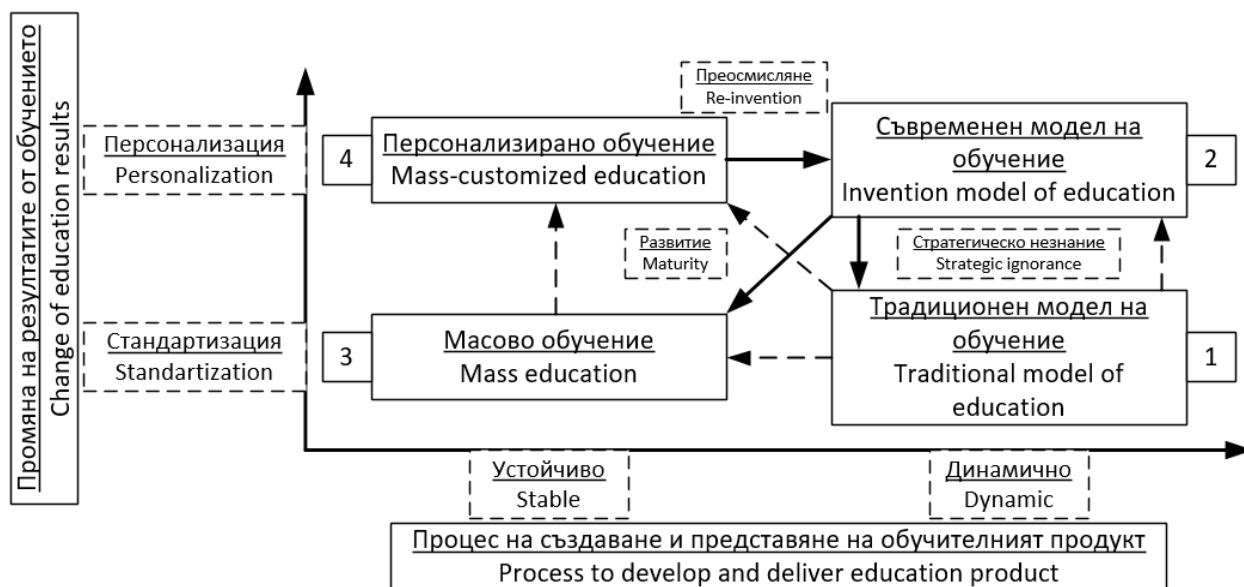 Промяна на резултатите от обучението
Change of education results
Преосмисляне
Re-invention
Персонализация
Personalization
4
Персонализирано обучение
Mass-customized education
Съвременен модел на
обучение
Invention model of education
2
Развитие
Maturity
Стратегическо незнание
Strategic ignorance
Стандартизация
Standartization
3
Масово обучение
Mass education
Традиционен модел на
обучение
Traditional model of
education
1
Устойчиво
Stable
Динамично
Dynamic
Процес на създаване и представяне на обучителният продукт
Process to develop and deliver education product